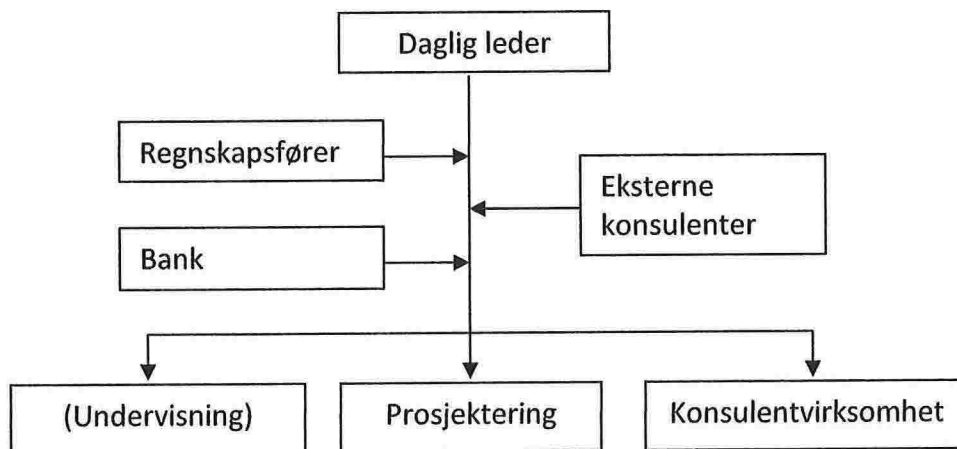 Daglig leder
Regnskapsfører
Eksterne
konsulenter
Bank
(Undervisning)
Prosjektering
Konsulentvirksomhet